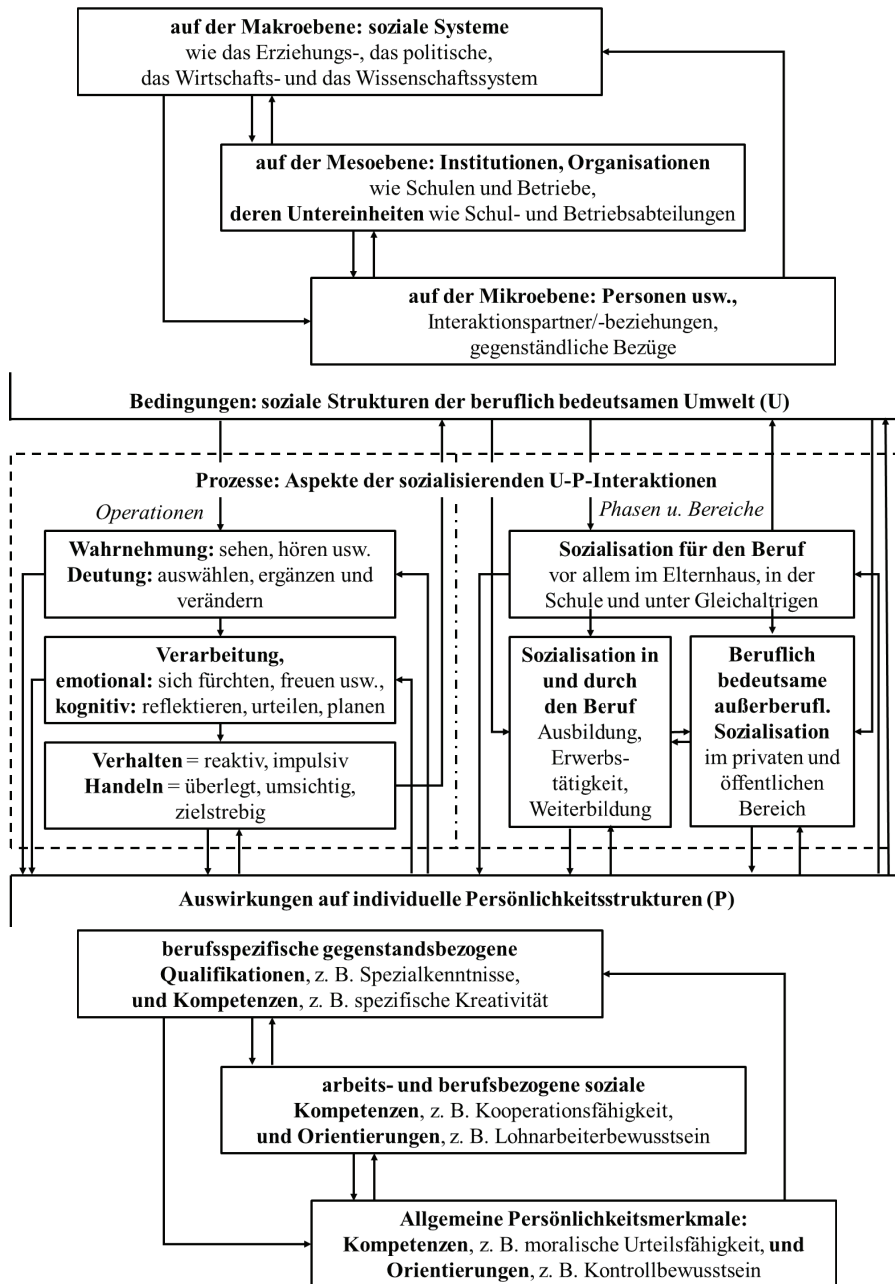 auf der Makroebene: soziale Systeme
wie das Erziehungs-, das politische,
das Wirtschafts- und das Wissenschaftssystem
auf der Mesoebene: Institutionen, Organisationen
wie Schulen und Betriebe,
deren Untereinheiten wie Schul- und Betriebsabteilungen
auf der Mikroebene: Personen usw.,
Interaktionspartner/-beziehungen,
gegenständliche Bezüge
Bedingungen: soziale Strukturen der beruflich bedeutsamen Umwelt (U)
Prozesse: Aspekte der sozialisierenden U-P-Interaktionen
Operationen
Wahrnehmung: sehen, hören usw.
Deutung: auswählen, ergänzen und
verändern
Verarbeitung,
emotional: sich fürchten, freuen usw.,
kognitiv: reflektieren, urteilen, planen
Verhalten = reaktiv, impulsiv
Handeln = überlegt, umsichtig,
zielstrebig
Phasen u. Bereiche
Sozialisation für den Beruf
vor allem im Elternhaus, in der
Schule und unter Gleichaltrigen
Sozialisation in
und durch
den Beruf
Ausbildung,
Erwerbs-
tätigkeit,
Weiterbildung
Beruflich
bedeutsame
außerberufl.
Sozialisation
im privaten und
öffentlichen
Bereich
Auswirkungen auf individuelle Persönlichkeitsstrukturen (P)
berufsspezifische gegenstandsbezogene
Qualifikationen, z. B. Spezialkenntnisse,
und Kompetenzen, z. B. spezifische Kreativität
arbeits- und berufsbezogene soziale
Kompetenzen, z. B. Kooperationsfähigkeit,
und Orientierungen, z. B. Lohnarbeiterbewusstsein
Allgemeine Persönlichkeitsmerkmale:
Kompetenzen, z. B. moralische Urteilsfähigkeit, und
Orientierungen, z. B. Kontrollbewusstsein